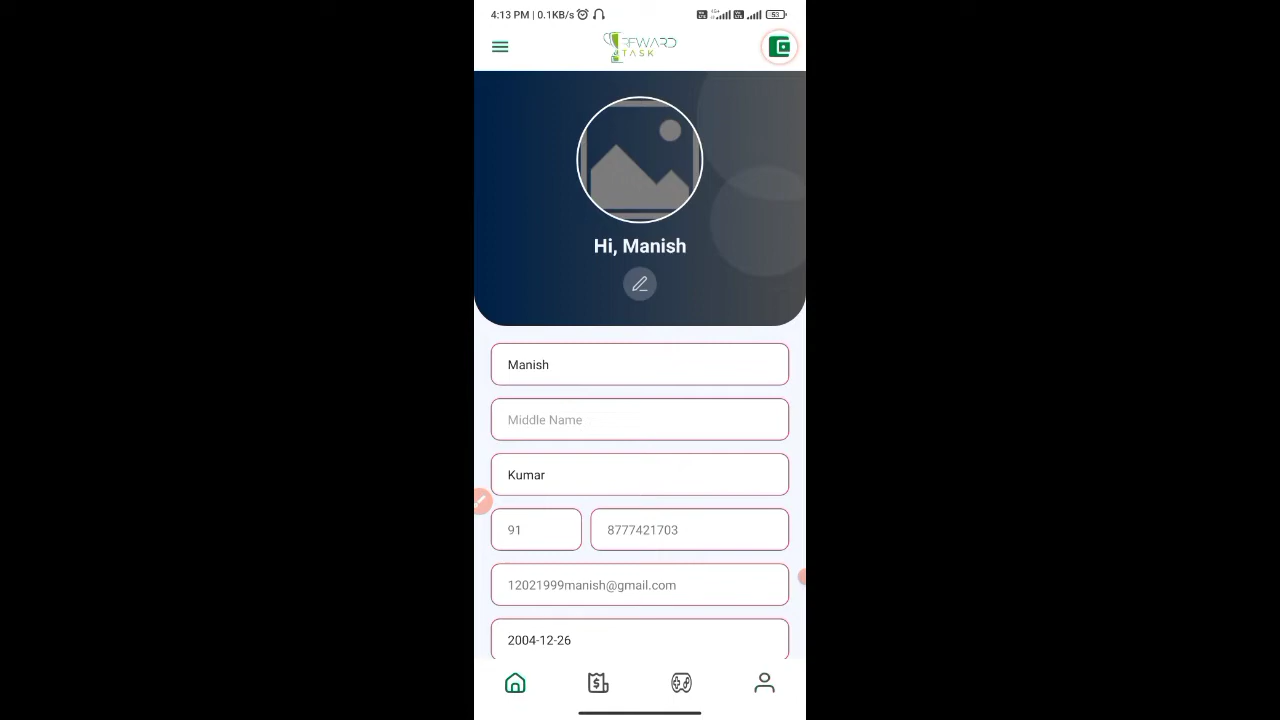 4:13 PM | 0.1KB/s
53
REWARD
TASK
Hi, Manish
Manish
Middle Name
Kumar
91 8777421703
12021999manish@gmail.com
2004-12-26